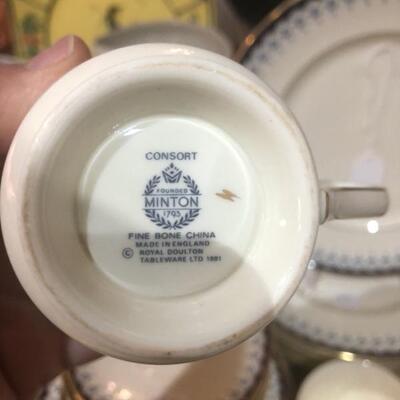 CONSORT
FOUNDED
MINTON
1793
FINE BONE CHINA
MADE IN ENGLAND
© ROYAL DOULTON
TABLEWARE LTD 1981